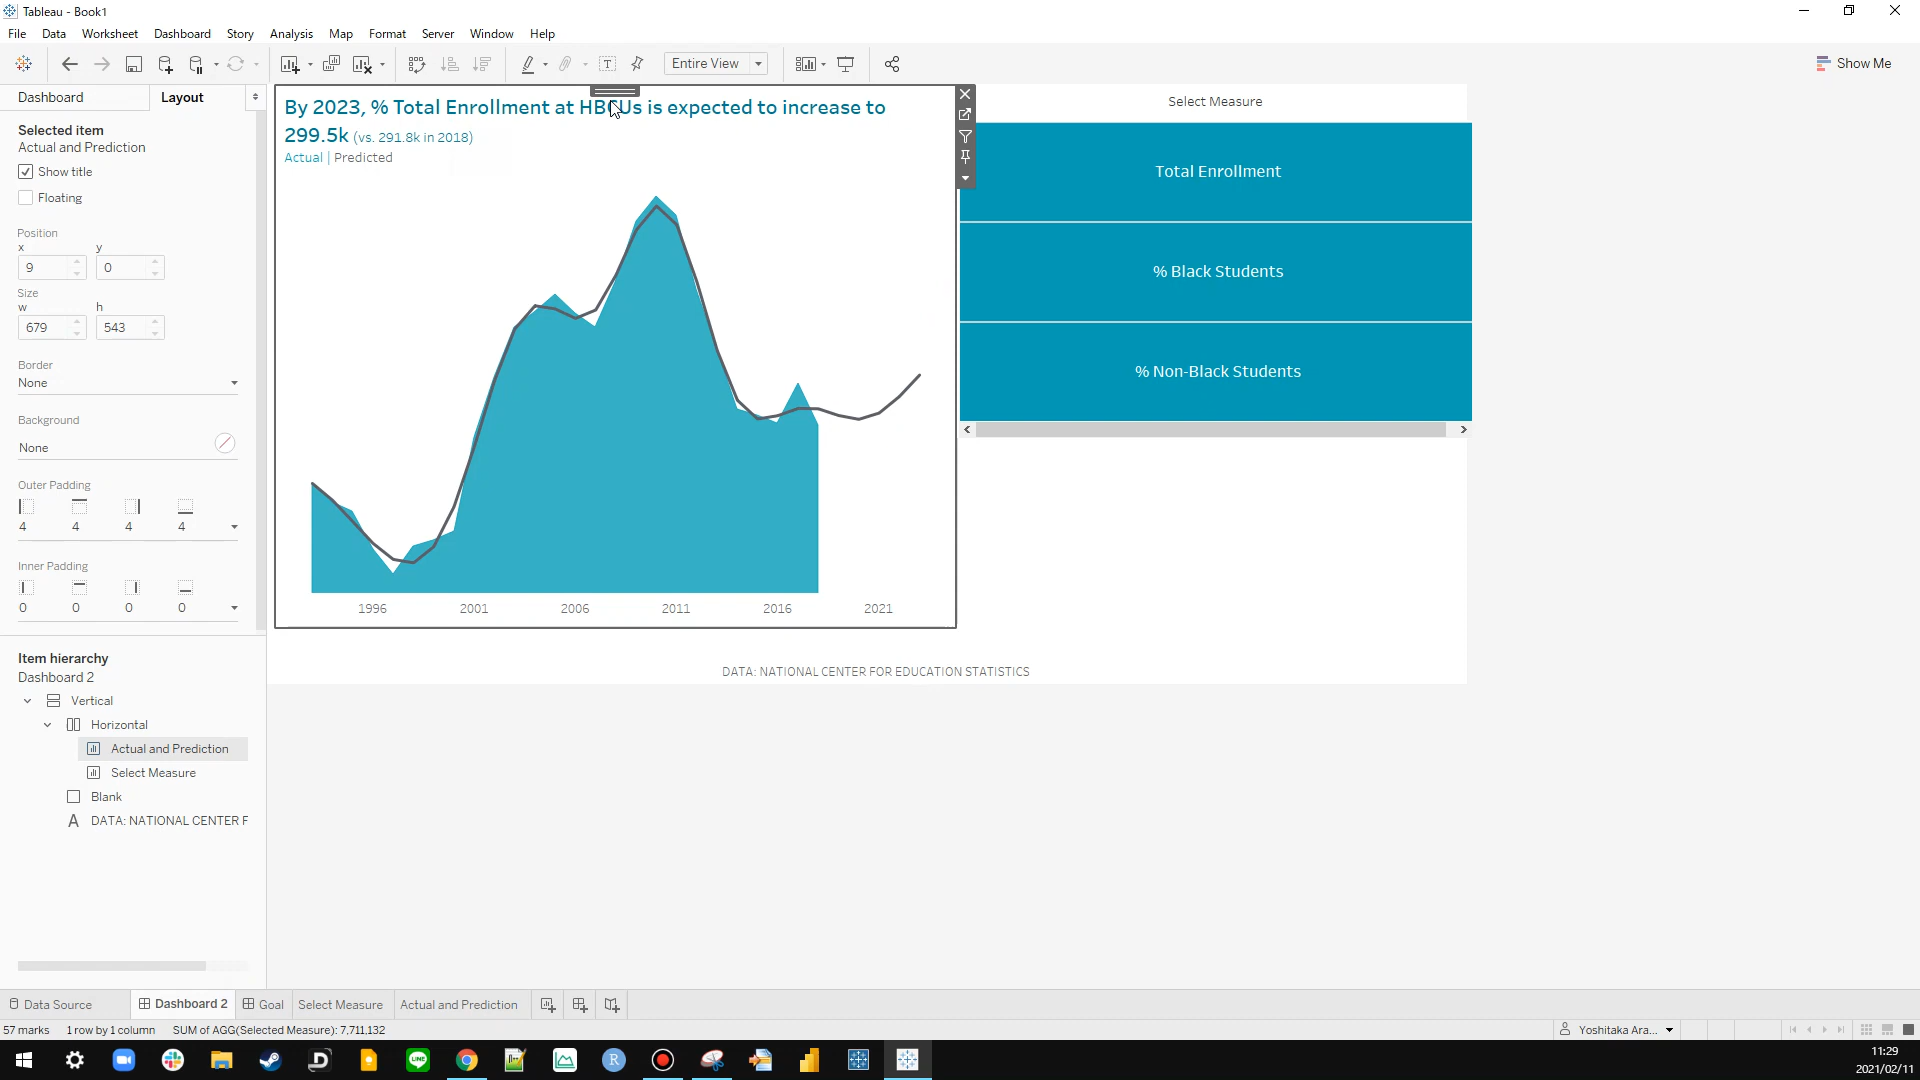 Tableau - Book1
File Data Worksheet Dashboard Story Analysis Map Format Server Window Help
Entire View
Show Me
Dashboard Layout
Selected item
Actual and Prediction
Show title
Floating
Position
x y
9 0
Size
w h
679 543
Border
None
Background
None
Outer Padding
4 4 4 4
Inner Padding
0 0 0 0
Item hierarchy
Dashboard 2
Vertical
Horizontal
Actual and Prediction
Select Measure
Blank
A DATA: NATIONAL CENTER F
By 2023, % Total Enrollment at HBCUs is expected to increase to
299.5k (vs. 291.8k in 2018)
Actual | Predicted
1996 2001 2006 2011 2016 2021
Select Measure
Total Enrollment
% Black Students
% Non-Black Students
DATA: NATIONAL CENTER FOR EDUCATION STATISTICS
Data Source Dashboard 2 Goal Select Measure Actual and Prediction
57 marks 1 row by 1 column SUM of AGG(Selected Measure): 7,711,132
Yoshitaka Ara...
LINE
R
11:29
2021/02/11